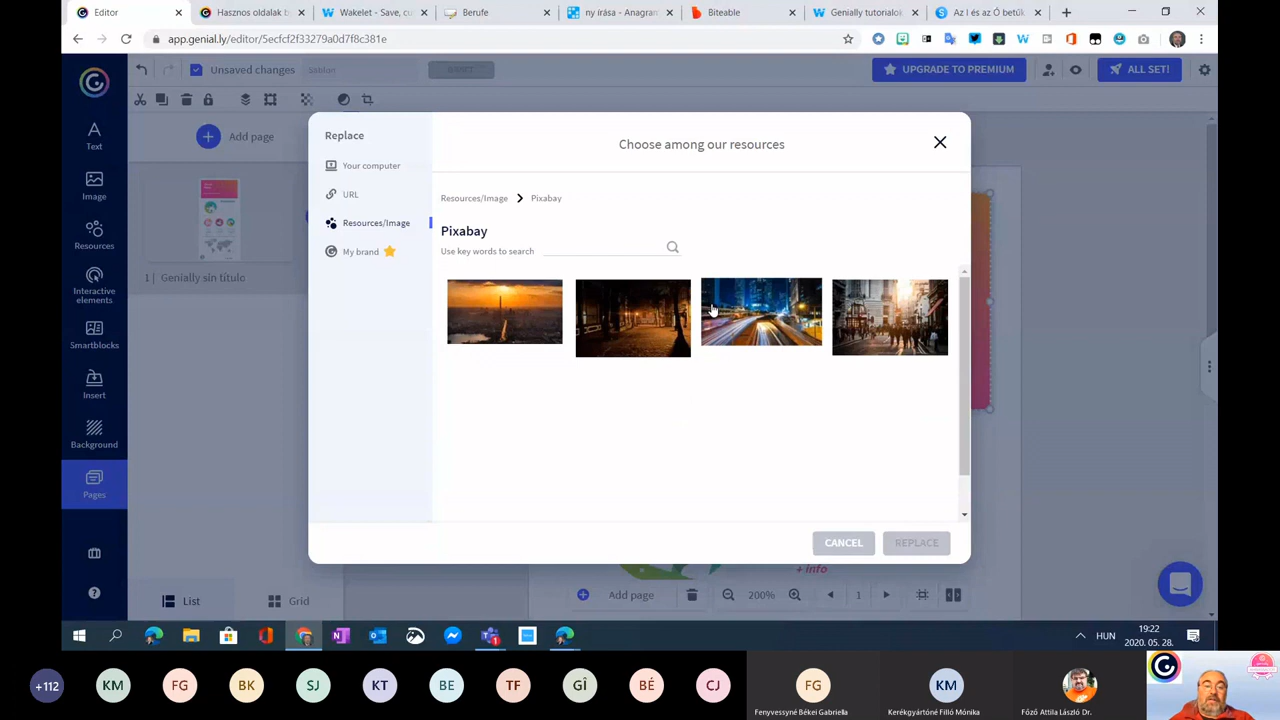 Editor
Hasznos oldalak b
Wakelet - Save, cu
Berufe
ny írása - Anagram
Biteable
Genially tutorialok
Az I és az Ó betűk
app.genial.ly/editor/5ecfcf2f33279a0d7f8c381e
Unsaved changes
Sablon
UPGRADE TO PREMIUM
ALL SET!
Add page
Text
Image
Resources
Interactive
elements
Smartblocks
Insert
Background
Pages
1 | Genially sin título
List
Grid
Replace
Your computer
URL
Resources/Image
My brand
Choose among our resources
Resources/Image
Pixabay
Pixabay
Use key words to search
CANCEL
REPLACE
+ info
Add page
200%
1
HUN
19:22
2020. 05. 28.
+112
KM
FG
BK
SJ
KT
BE
TF
GÎ
BÉ
CJ
FG
Fenyvessyné Békei Gabriella
KM
Kerékgyártóné Filló Mónika
Főző Attila László Dr.